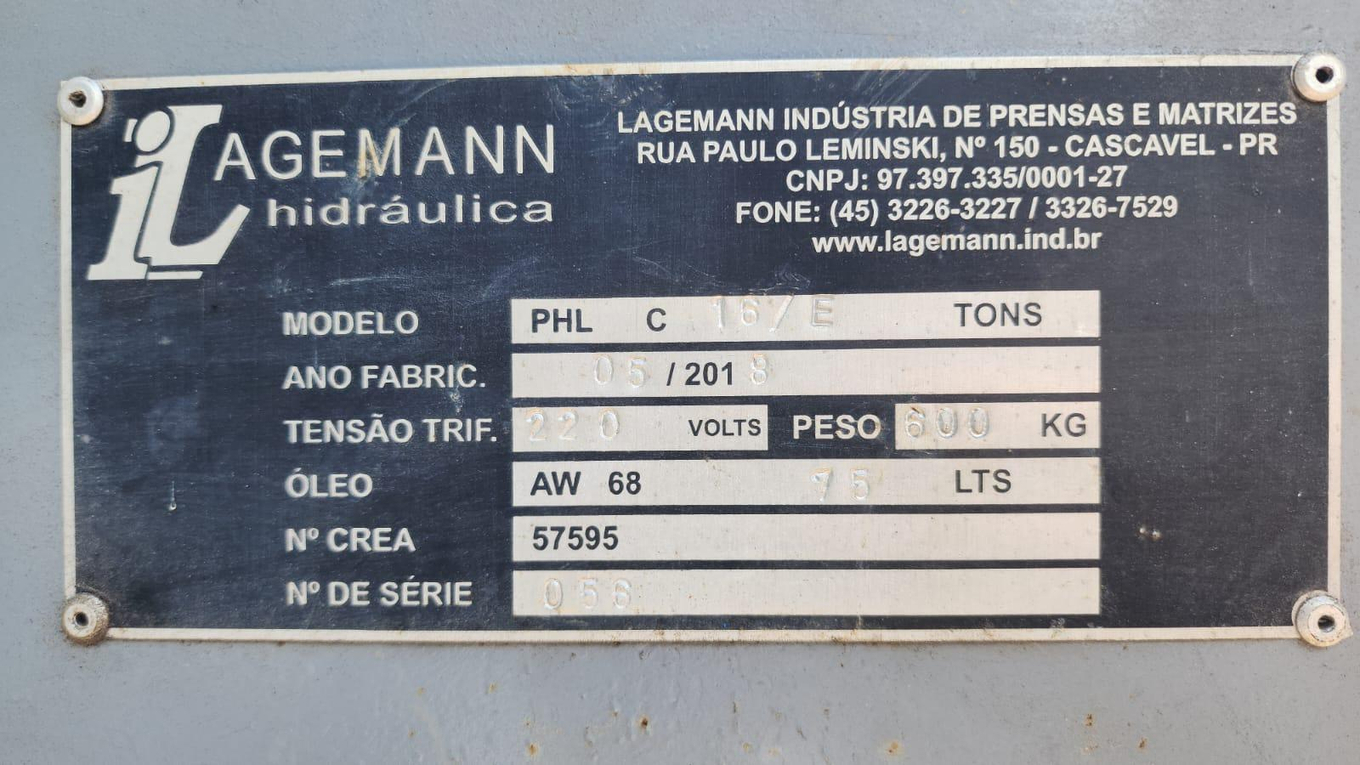 LAGEMANN
hidráulica
LAGEMANN INDÚSTRIA DE PRENSAS E MATRIZES
RUA PAULO LEMINSKI, Nº 150 - CASCAVEL - PR
CNPJ: 97.397.335/0001-27
FONE: (45) 3226-3227 / 3326-7529
www.lagemann.ind.br
MODELO PHL C 16/E TONS
ANO FABRIC. 05 / 2018
TENSÃO TRIF. 220 VOLTS PESO 600 KG
ÓLEO AW 68 75 LTS
Nº CREA 57595
Nº DE SÉRIE 056